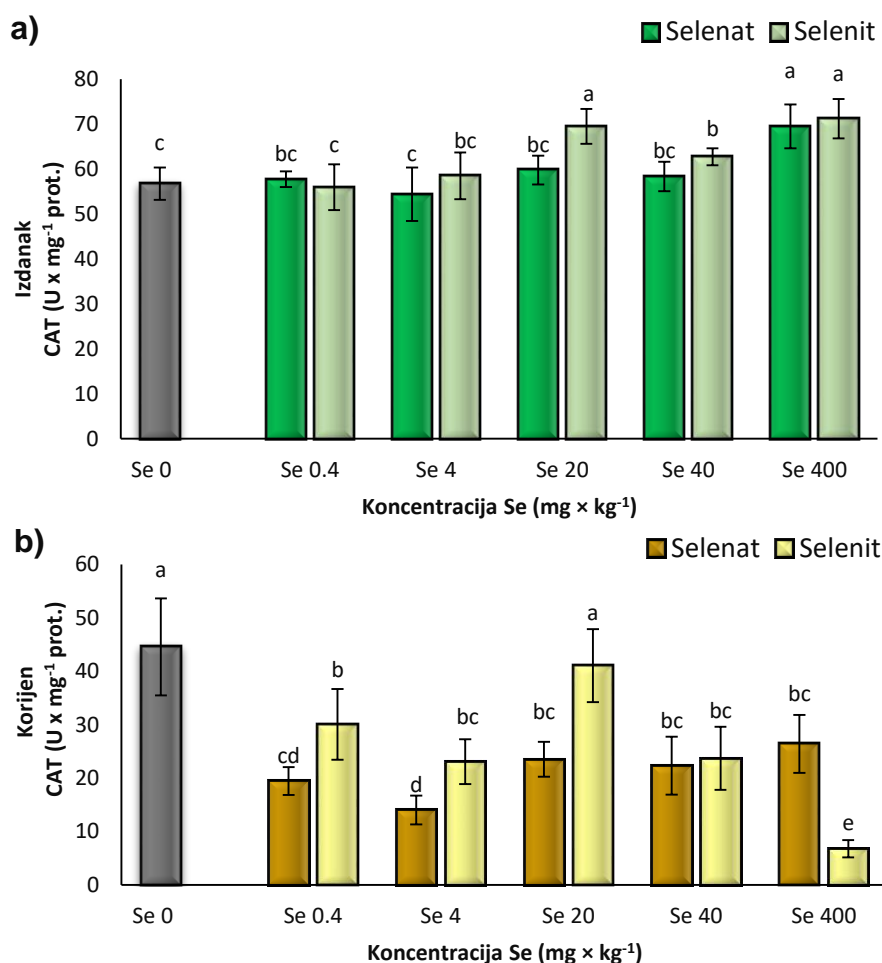 a)
Selenat Selenit
Izdanak
CAT (U x mg⁻¹ prot.)
80
70
60
50
40
30
20
10
0
c bc c c bc bc a bc b a a
Se 0 Se 0.4 Se 4 Se 20 Se 40 Se 400
Koncentracija Se (mg × kg⁻¹)
b)
Selenat Selenit
Korijen
CAT (U x mg⁻¹ prot.)
60
50
40
30
20
10
0
a cd b d bc bc a bc bc bc e
Se 0 Se 0.4 Se 4 Se 20 Se 40 Se 400
Koncentracija Se (mg × kg⁻¹)